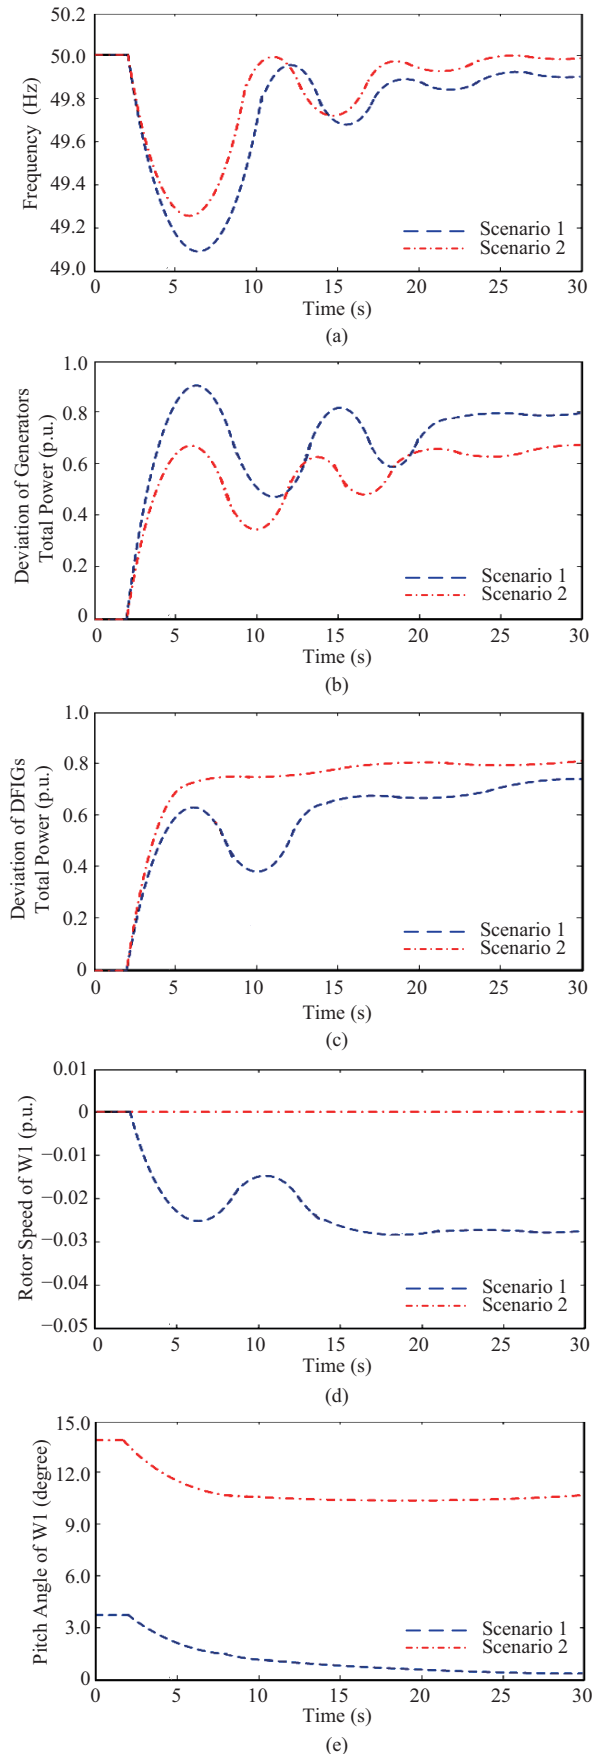 50.2
50.0
49.8
49.6
49.4
49.2
49.0
Frequency (Hz)
Scenario 1
Scenario 2
0 5 10 15 20 25 30
Time (s)
(a)
1.0
0.8
0.6
0.4
0.2
0
Deviation of Generators
Total Power (p.u.)
Scenario 1
Scenario 2
0 5 10 15 20 25 30
Time (s)
(b)
1.0
0.8
0.6
0.4
0.2
0
Deviation of DFIGs
Total Power (p.u.)
Scenario 1
Scenario 2
0 5 10 15 20 25 30
Time (s)
(c)
0.01
0
−0.01
−0.02
−0.03
−0.04
−0.05
Rotor Speed of W1 (p.u.)
Scenario 1
Scenario 2
0 5 10 15 20 25 30
Time (s)
(d)
15.0
12.0
9.0
6.0
3.0
0
Pitch Angle of W1 (degree)
Scenario 1
Scenario 2
0 5 10 15 20 25 30
Time (s)
(e)